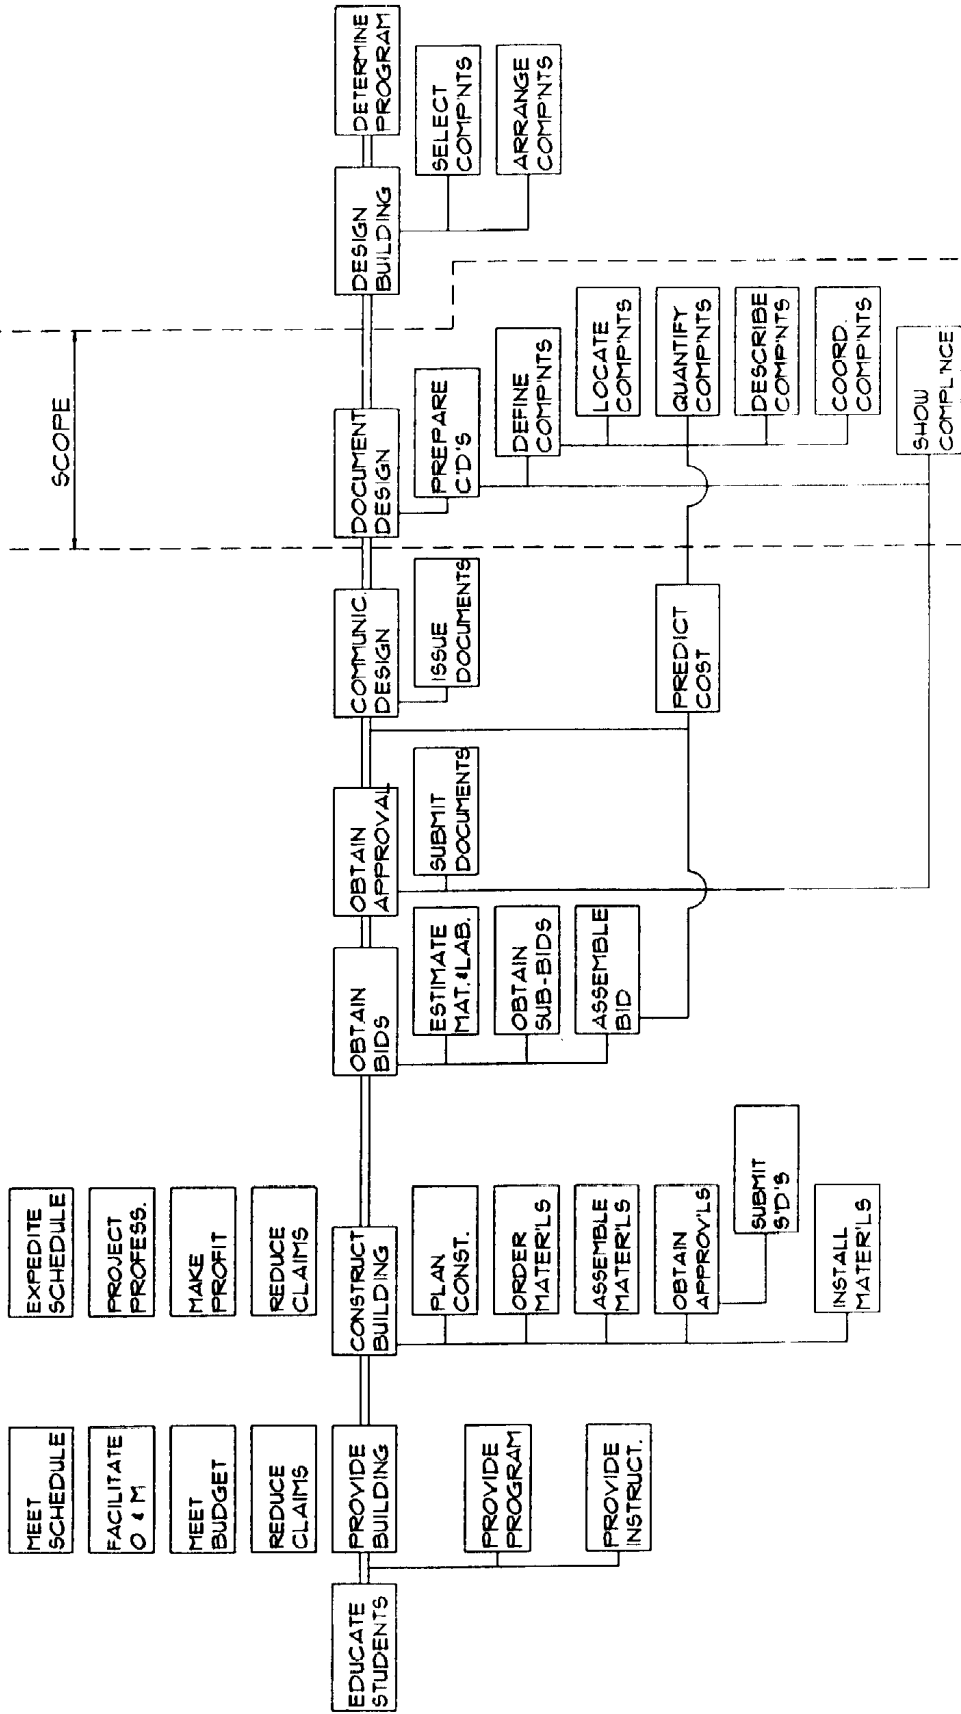 SCOPE
MEET
SCHEDULE
FACILITATE
O & M
MEET
BUDGET
REDUCE
CLAIMS
EXPEDITE
SCHEDULE
PROJECT
PROFESS.
MAKE
PROFIT
REDUCE
CLAIMS
EDUCATE
STUDENTS
PROVIDE
BUILDING
CONSTRUCT
BUILDING
OBTAIN
BIDS
OBTAIN
APPROVAL
COMMUNIC.
DESIGN
DOCUMENT
DESIGN
DESIGN
BUILDING
DETERMINE
PROGRAM
PROVIDE
PROGRAM
PROVIDE
INSTRUCT.
PLAN
CONST.
ORDER
MATER'LS
ASSEMBLE
MATER'LS
OBTAIN
APPROV'LS
SUBMIT
S'D'S
INSTALL
MATER'LS
ESTIMATE
MAT.&LAB.
OBTAIN
SUB-BIDS
ASSEMBLE
BID
SUBMIT
DOCUMENTS
ISSUE
DOCUMENTS
PREDICT
COST
PREPARE
C'D'S
DEFINE
COMP'NTS
LOCATE
COMP'NTS
QUANTIFY
COMP'NTS
DESCRIBE
COMP'NTS
COORD.
COMP'NTS
SHOW
COMPL'NCE
SELECT
COMP'NTS
ARRANGE
COMP'NTS